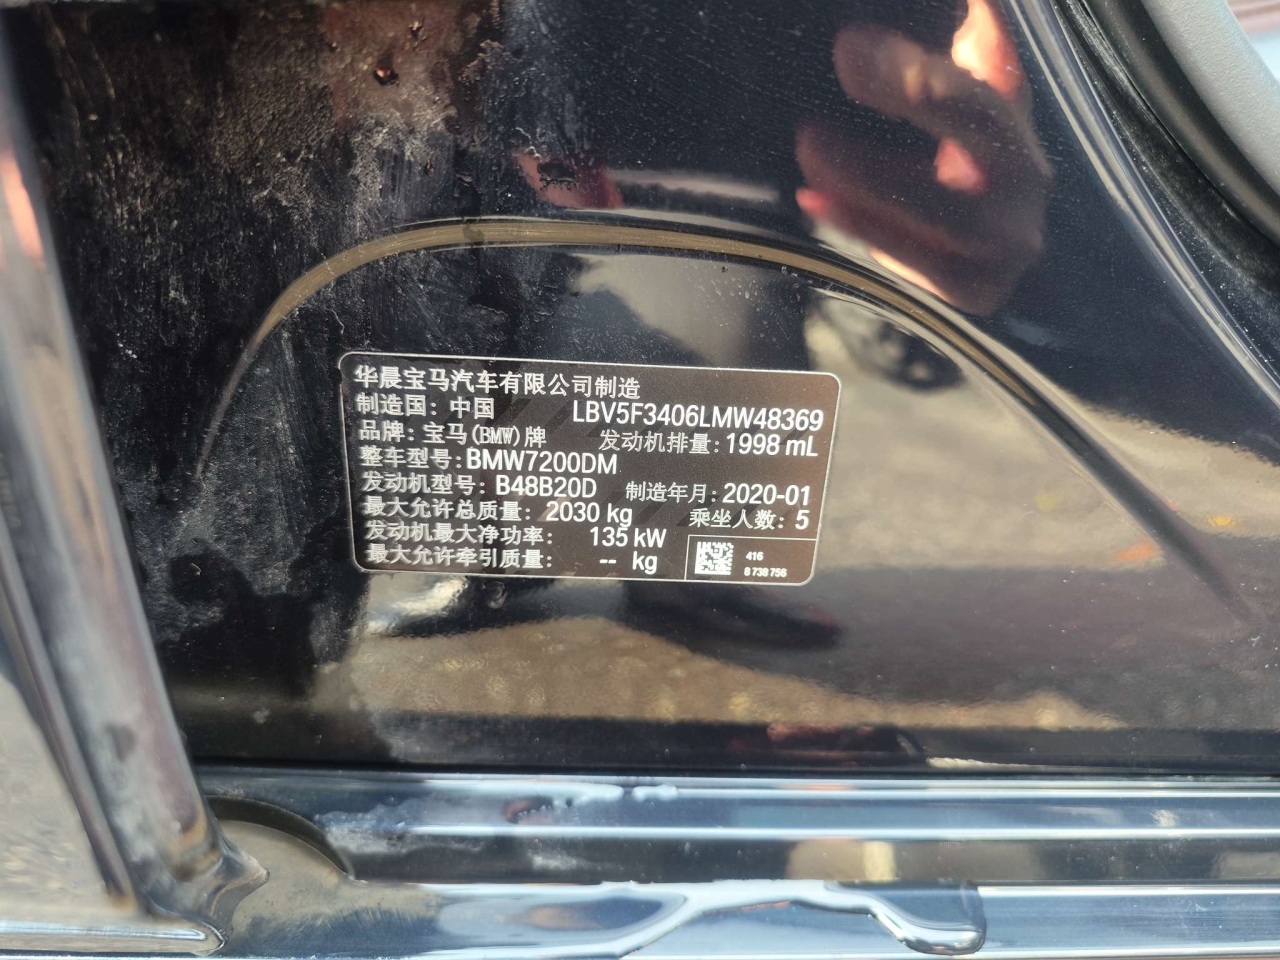 华晨宝马汽车有限公司制造
制造国: 中国 LBV5F3406LMW48369
品牌: 宝马(BMW)牌 发动机排量: 1998 mL
整车型号: BMW7200DM
发动机型号: B48B20D 制造年月: 2020-01
最大允许总质量: 2030 kg 乘坐人数: 5
发动机最大净功率: 135 kW
最大允许牵引质量: -- kg
416
8 738 756